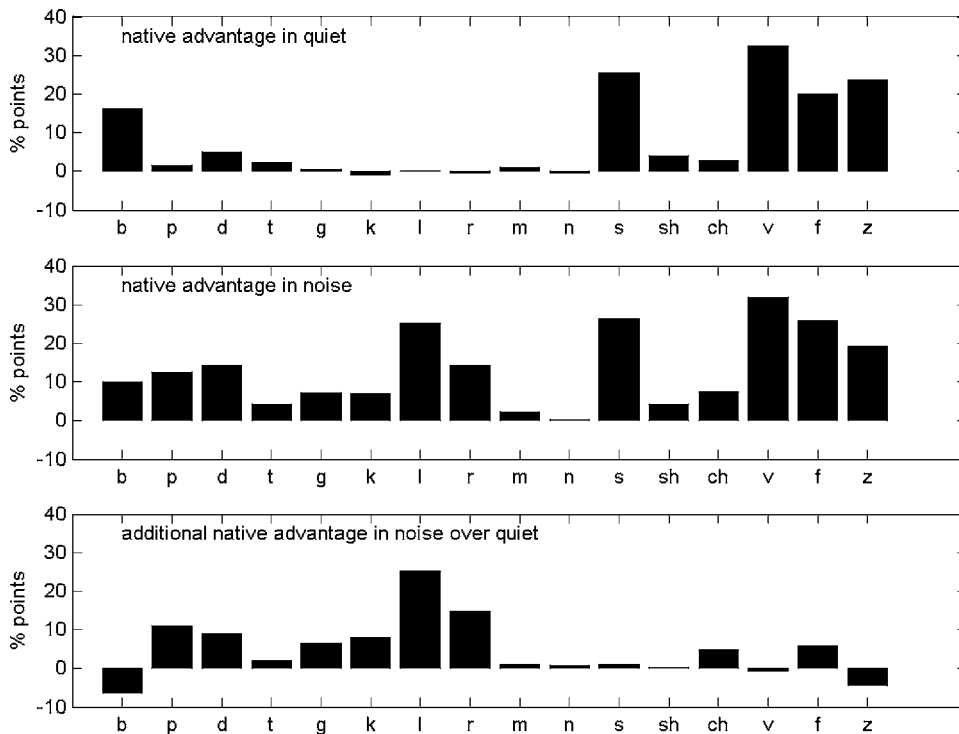 40
native advantage in quiet
30
20
10
0
-10
% points
b p d t g k l r m n s sh ch v f z
40
native advantage in noise
30
20
10
0
-10
% points
b p d t g k l r m n s sh ch v f z
40
additional native advantage in noise over quiet
30
20
10
0
-10
% points
b p d t g k l r m n s sh ch v f z